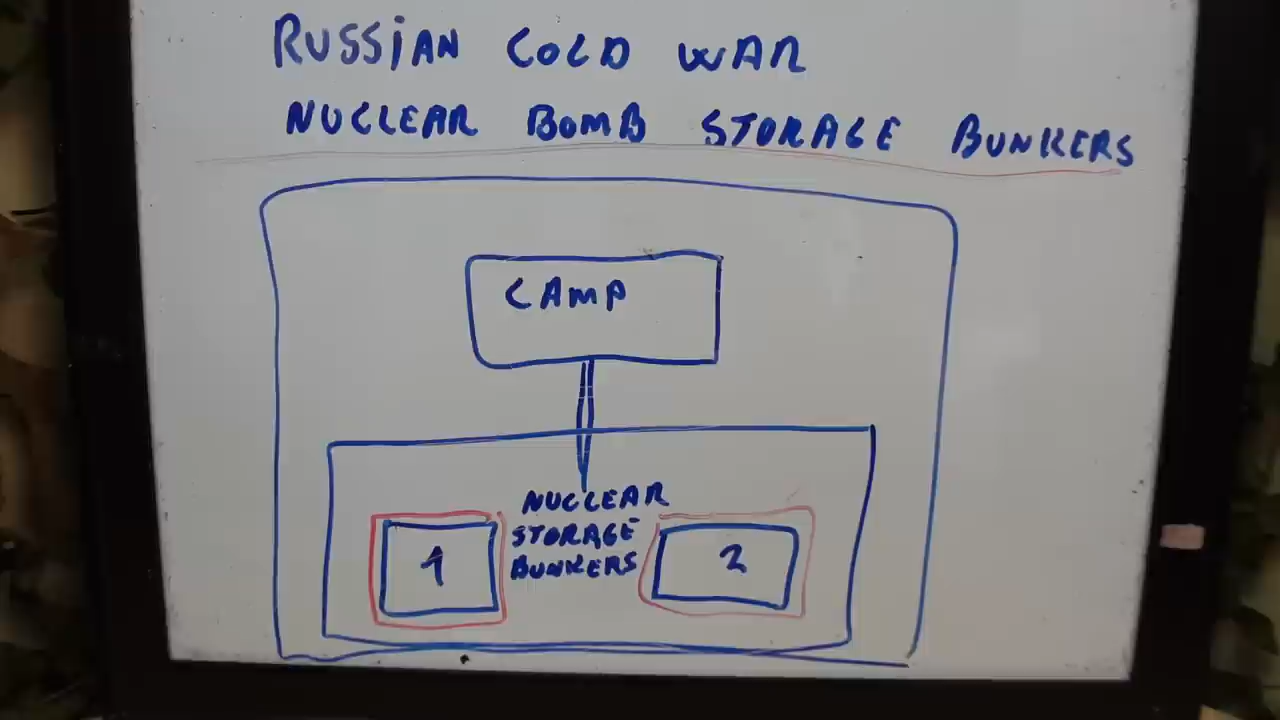 RUSSiAN COLD WAR
NUCLEAR BOMB STORAGE BUNKERS
CAMP
NUCLEAR
STORAGE
BUNKERS
1
2